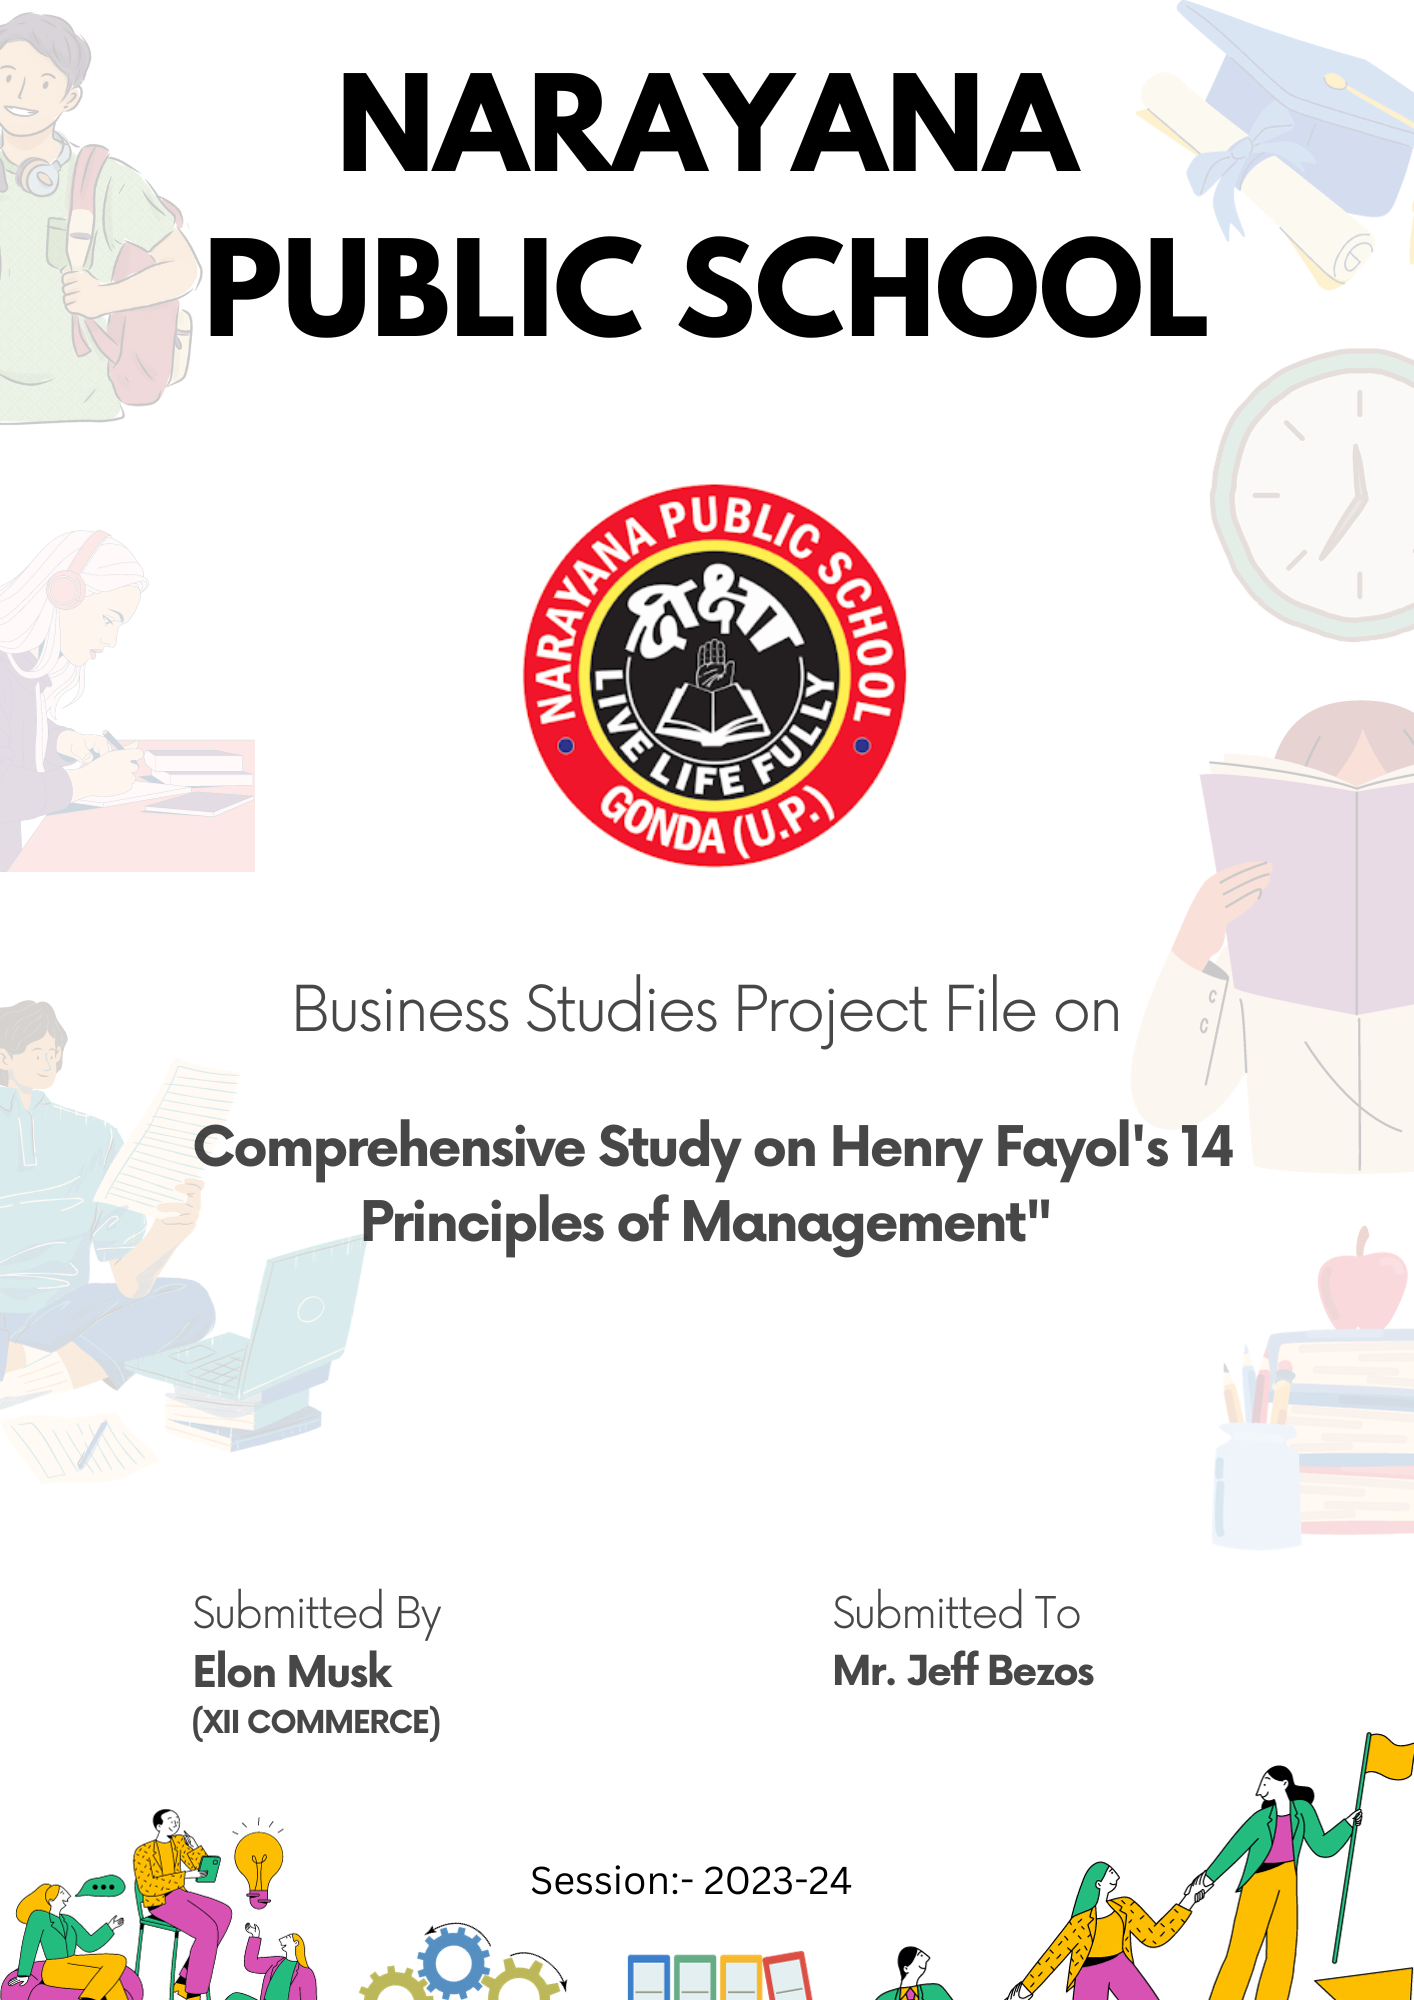 NARAYANA
PUBLIC SCHOOL
NARAYANA PUBLIC SCHOOL
शिक्षा
LIVE LIFE FULLY
GONDA (U.P.)
Business Studies Project File on
Comprehensive Study on Henry Fayol's 14
Principles of Management"
Submitted By
Elon Musk
(XII COMMERCE)
Submitted To
Mr. Jeff Bezos
Session:- 2023-24